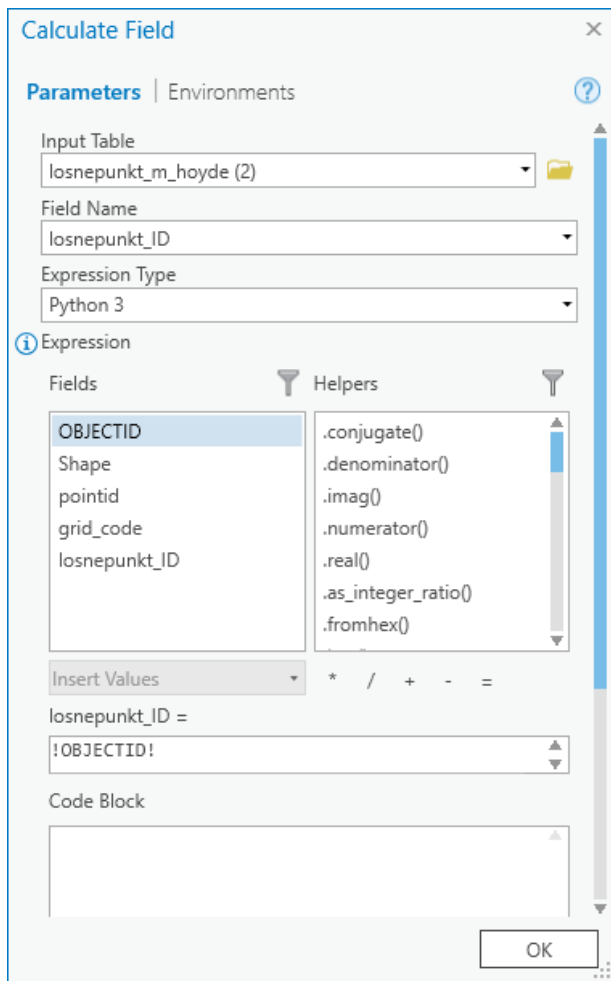 Calculate Field
Parameters | Environments
Input Table
losnepunkt_m_hoyde (2)
Field Name
losnepunkt_ID
Expression Type
Python 3
Expression
Fields
Helpers
OBJECTID
Shape
pointid
grid_code
losnepunkt_ID
.conjugate()
.denominator()
.imag()
.numerator()
.real()
.as_integer_ratio()
.fromhex()
Insert Values
* / + - =
losnepunkt_ID =
!OBJECTID!
Code Block
OK